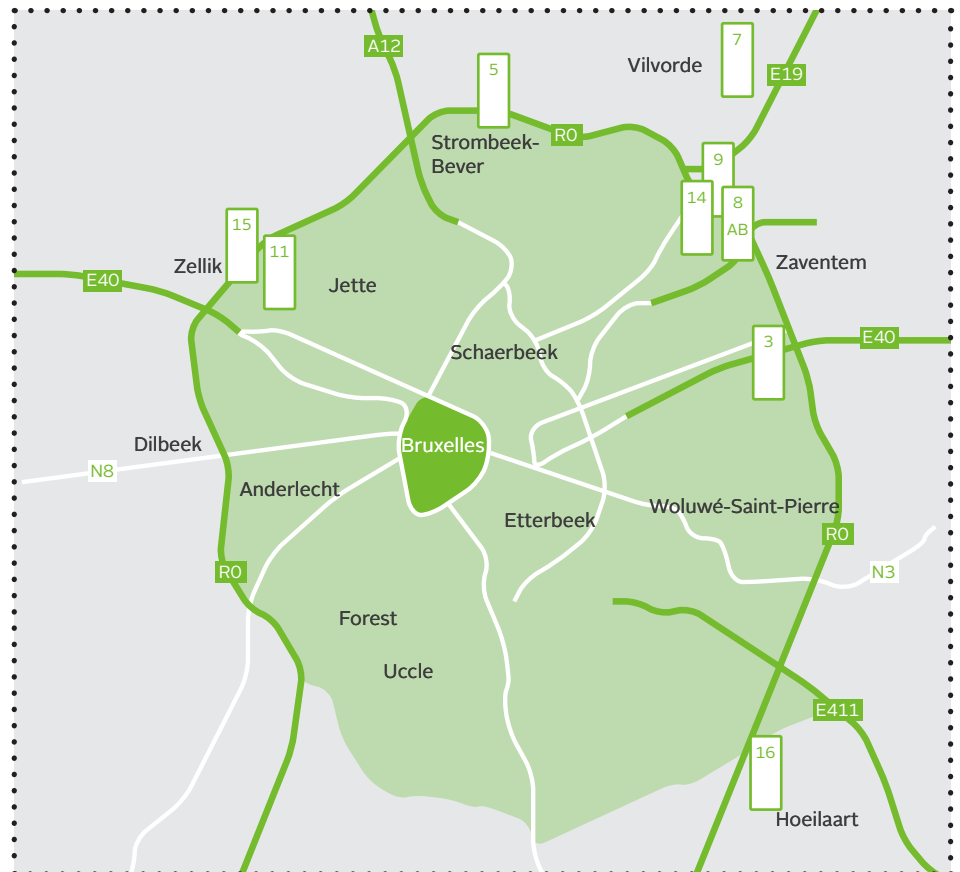 A12
5
7
Vilvorde
E19
R0
Strombeek-
Bever
9
14
8
AB
15
11
Zellik
Zaventem
E40
Jette
Schaerbeek
3
E40
Dilbeek
Bruxelles
N8
Anderlecht
Etterbeek
Woluwé-Saint-Pierre
R0
R0
N3
Forest
Uccle
E411
16
Hoeilaart